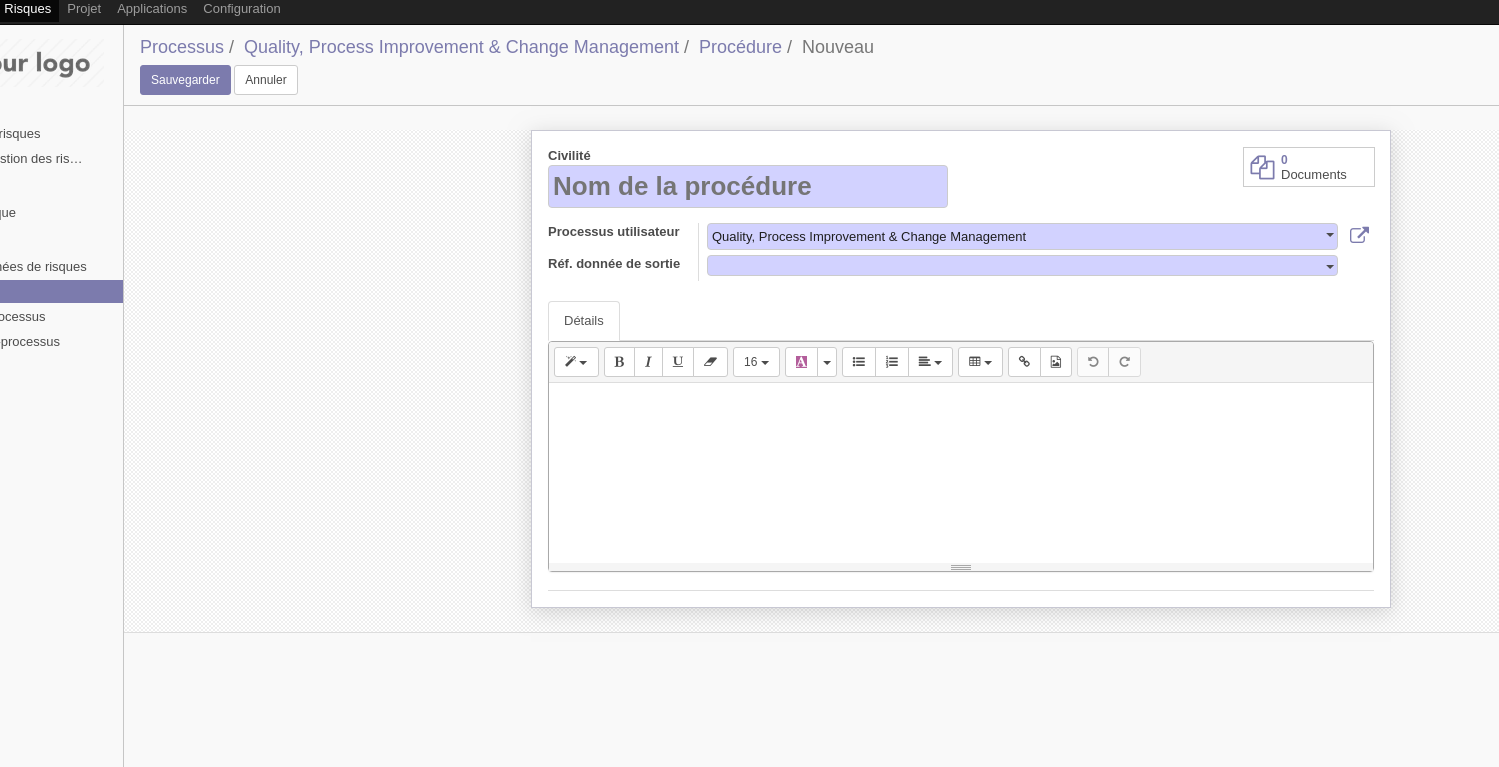 Risques Projet Applications Configuration
our logo
Processus / Quality, Process Improvement & Change Management / Procédure / Nouveau
Sauvegarder Annuler
risques
stion des ris…
que
nées de risques
ocessus
processus
Civilité
Nom de la procédure
0
Documents
Processus utilisateur Quality, Process Improvement & Change Management
Réf. donnée de sortie
Détails
B I U 16 A